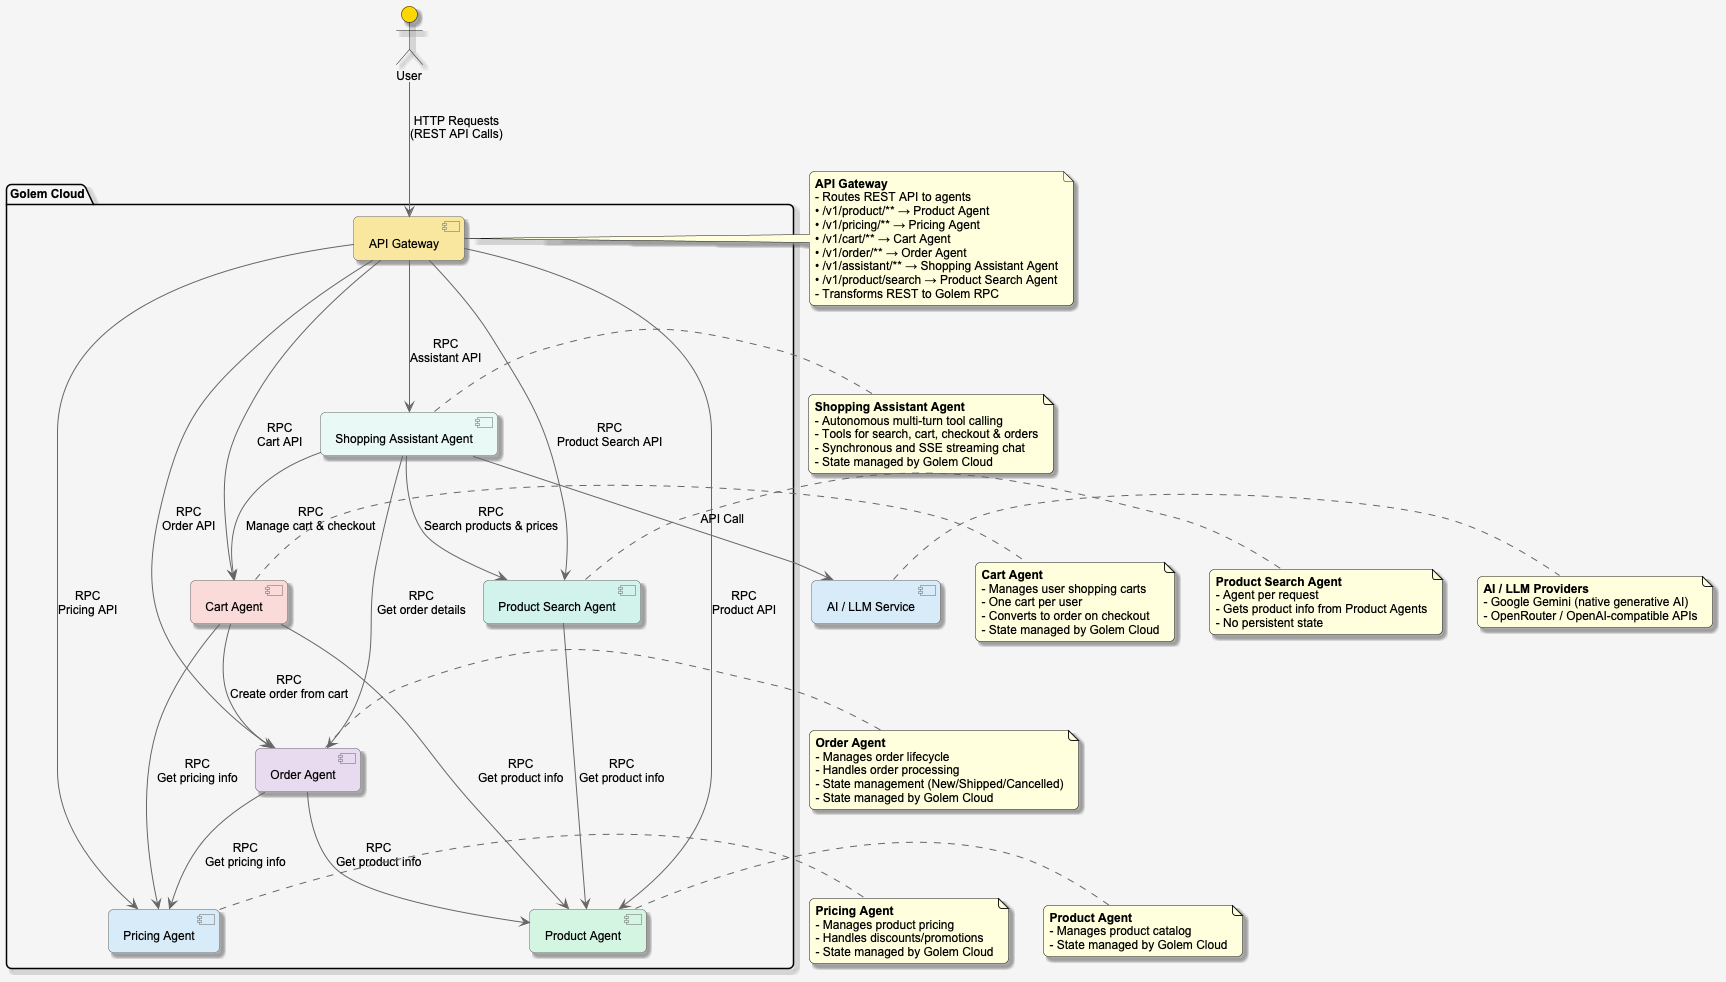 User
HTTP Requests
(REST API Calls)
Golem Cloud
API Gateway
API Gateway
- Routes REST API to agents
• /v1/product/** → Product Agent
• /v1/pricing/** → Pricing Agent
• /v1/cart/** → Cart Agent
• /v1/order/** → Order Agent
• /v1/assistant/** → Shopping Assistant Agent
• /v1/product/search → Product Search Agent
- Transforms REST to Golem RPC
RPC
Assistant API
Shopping Assistant Agent
Shopping Assistant Agent
- Autonomous multi-turn tool calling
- Tools for search, cart, checkout & orders
- Synchronous and SSE streaming chat
- State managed by Golem Cloud
RPC
Cart API
RPC
Product Search API
RPC
Order API
RPC
Manage cart & checkout
RPC
Search products & prices
API Call
RPC
Pricing API
Cart Agent
RPC
Get order details
Product Search Agent
RPC
Product API
AI / LLM Service
Cart Agent
- Manages user shopping carts
- One cart per user
- Converts to order on checkout
- State managed by Golem Cloud
Product Search Agent
- Agent per request
- Gets product info from Product Agents
- No persistent state
AI / LLM Providers
- Google Gemini (native generative AI)
- OpenRouter / OpenAI-compatible APIs
RPC
Create order from cart
RPC
Get pricing info
Order Agent
RPC
Get product info
RPC
Get product info
Order Agent
- Manages order lifecycle
- Handles order processing
- State management (New/Shipped/Cancelled)
- State managed by Golem Cloud
RPC
Get pricing info
RPC
Get product info
Pricing Agent
Product Agent
Pricing Agent
- Manages product pricing
- Handles discounts/promotions
- State managed by Golem Cloud
Product Agent
- Manages product catalog
- State managed by Golem Cloud